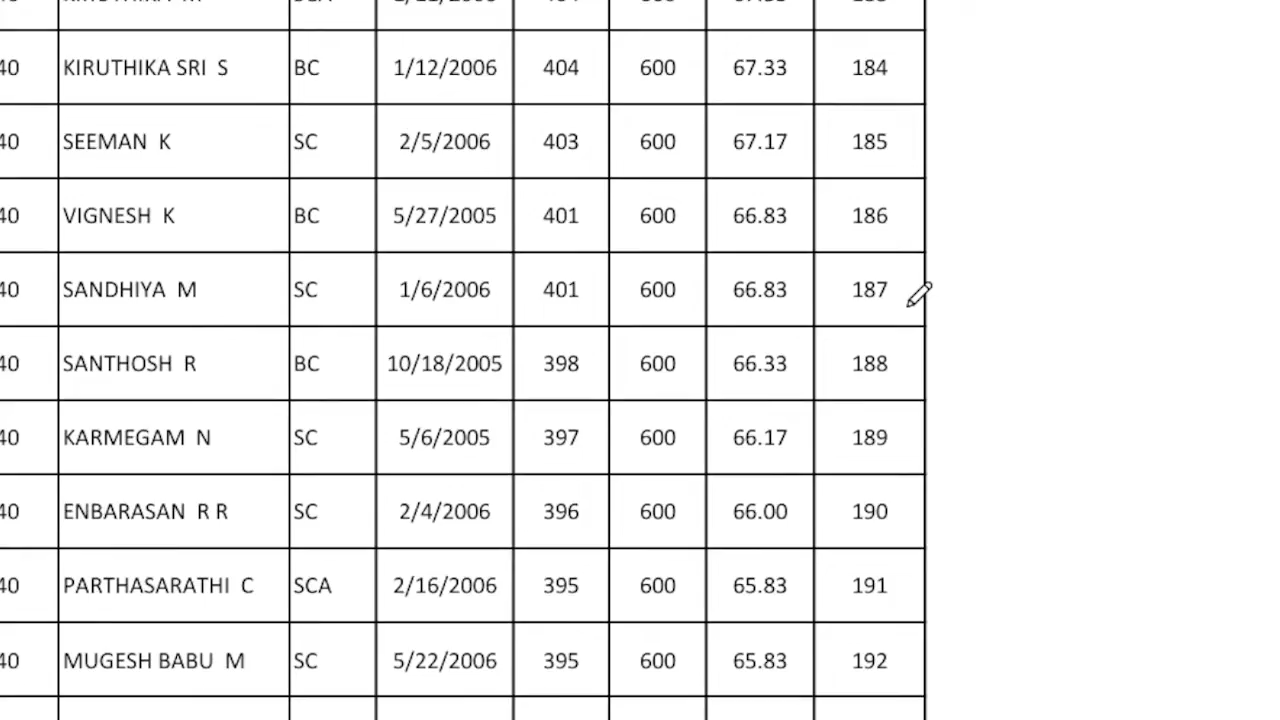 40 KIRUTHIKA SRI S BC 1/12/2006 404 600 67.33 184
40 SEEMAN K SC 2/5/2006 403 600 67.17 185
40 VIGNESH K BC 5/27/2005 401 600 66.83 186
40 SANDHIYA M SC 1/6/2006 401 600 66.83 187
40 SANTHOSH R BC 10/18/2005 398 600 66.33 188
40 KARMEGAM N SC 5/6/2005 397 600 66.17 189
40 ENBARASAN R R SC 2/4/2006 396 600 66.00 190
40 PARTHASARATHI C SCA 2/16/2006 395 600 65.83 191
40 MUGESH BABU M SC 5/22/2006 395 600 65.83 192